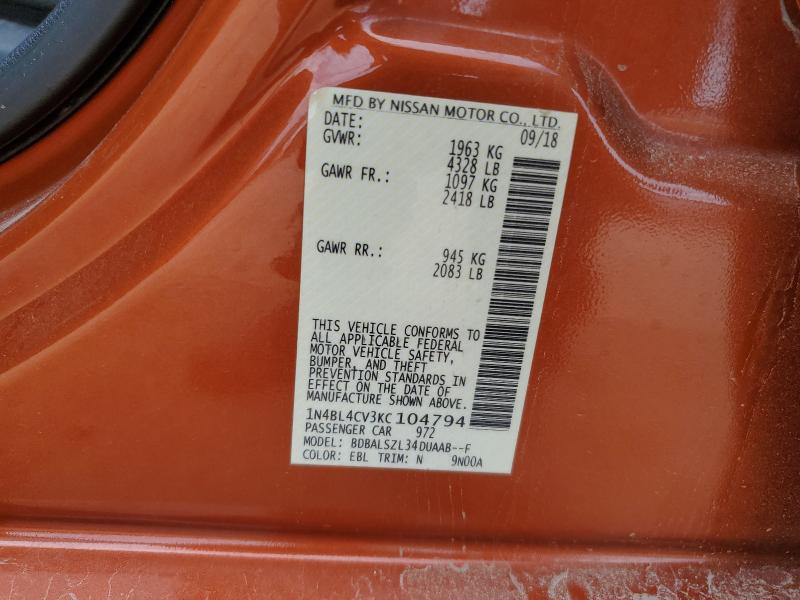 MFD BY NISSAN MOTOR CO., LTD.
DATE: 09/18
GVWR: 1963 KG
4328 LB
GAWR FR.: 1097 KG
2418 LB
GAWR RR.: 945 KG
2083 LB
THIS VEHICLE CONFORMS TO
ALL APPLICABLE FEDERAL
MOTOR VEHICLE SAFETY,
BUMPER, AND THEFT
PREVENTION STANDARDS IN
EFFECT ON THE DATE OF
MANUFACTURE SHOWN ABOVE.
1N4BL4CV3KC104794
PASSENGER CAR 972
MODEL: BDBALSZL34DUAAB--F
COLOR: EBL TRIM: N 9N00A